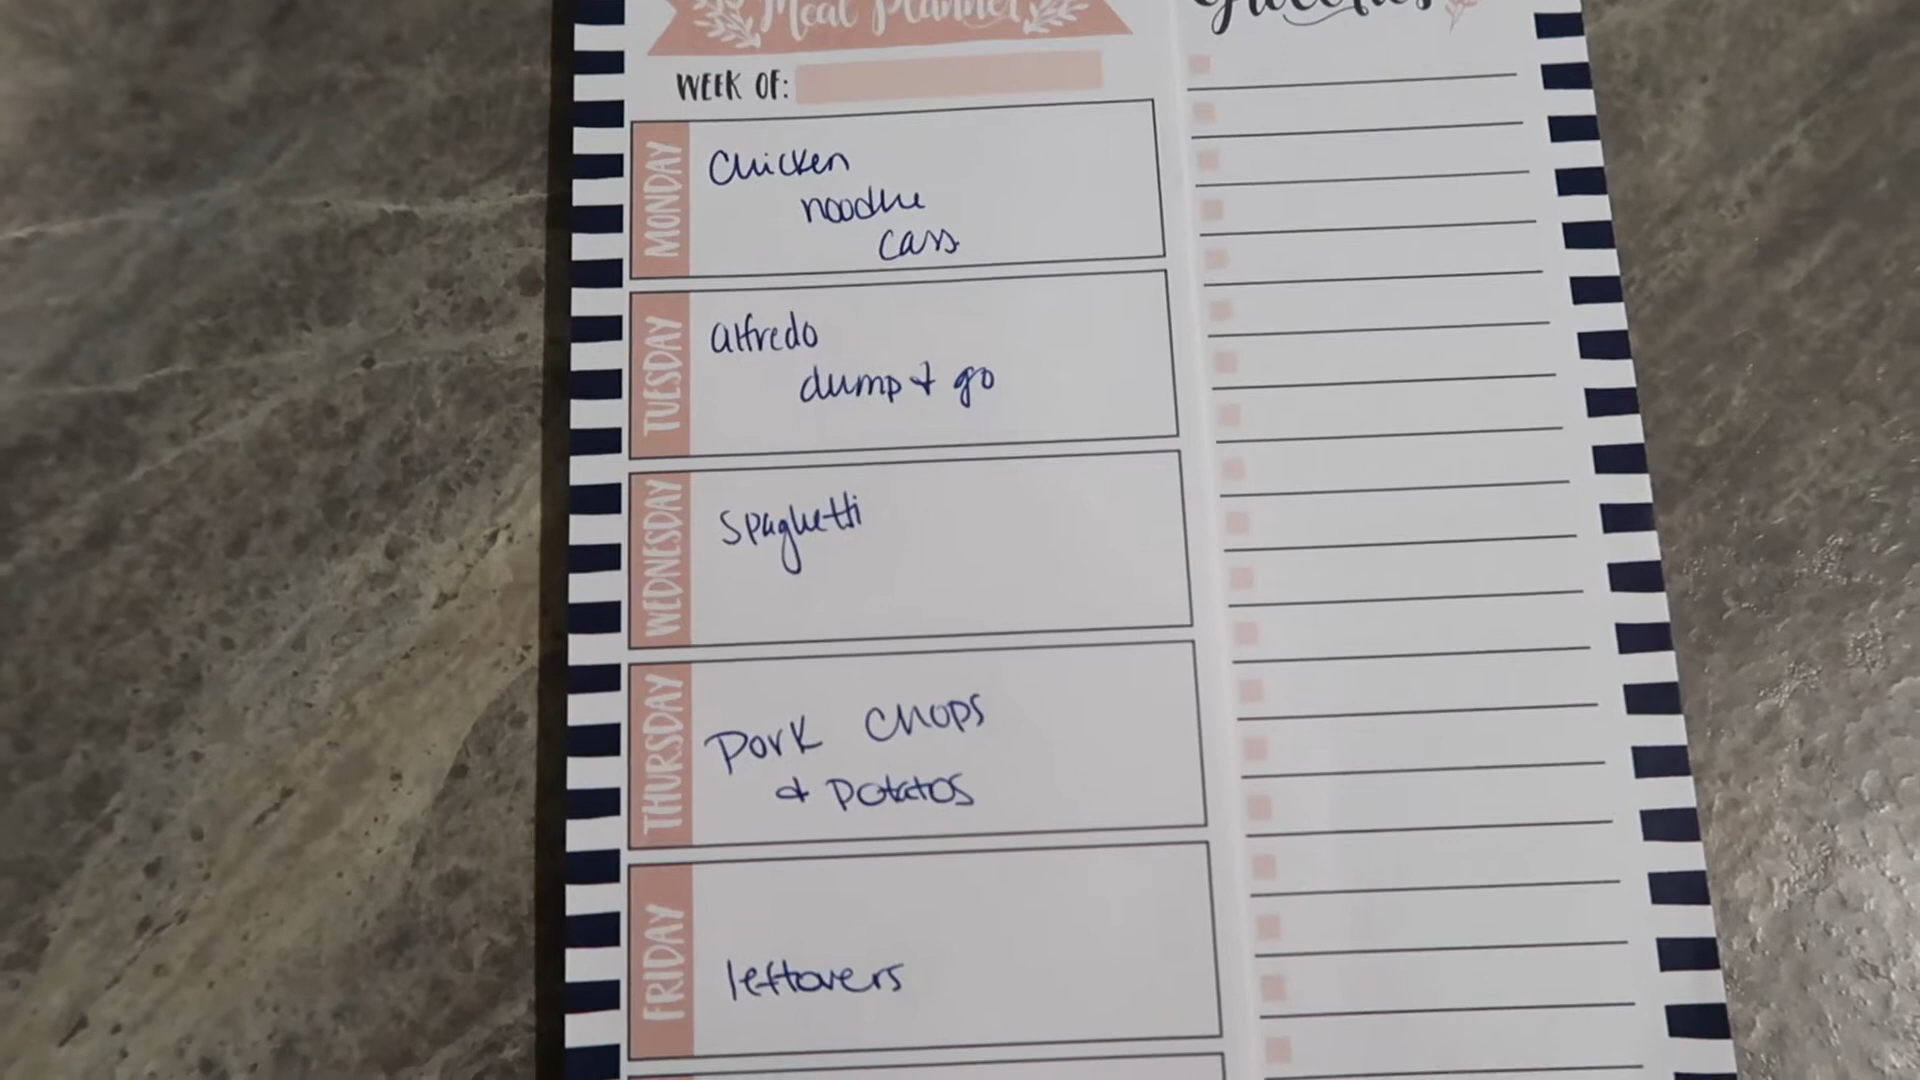 Meal Planner
Groceries
WEEK OF:
MONDAY
Chicken
noodle
cass
TUESDAY
alfredo
dump & go
WEDNESDAY
Spaghetti
THURSDAY
Pork Chops
& Potatos
FRIDAY
leftovers